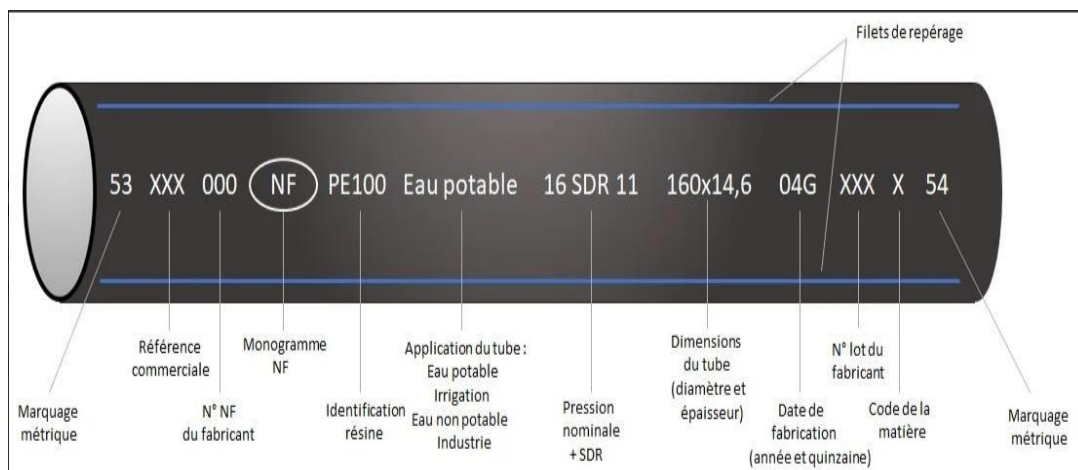 Filets de repérage
53 XXX 000 NF PE100 Eau potable 16 SDR 11 160x14,6 04G XXX X 54
Marquage
métrique
Référence
commerciale
N° NF
du fabricant
Monogramme
NF
Identification
résine
Application du tube :
Eau potable
Irrigation
Eau non potable
Industrie
Pression
nominale
+ SDR
Dimensions
du tube
(diamètre et
épaisseur)
Date de
fabrication
(année et quinzaine)
N° lot du
fabricant
Code de la
matière
Marquage
métrique